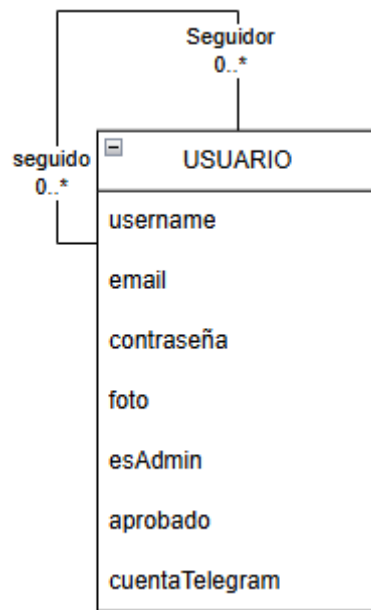 Seguidor
0..*
seguido
0..*
USUARIO
username
email
contraseña
foto
esAdmin
aprobado
cuentaTelegram